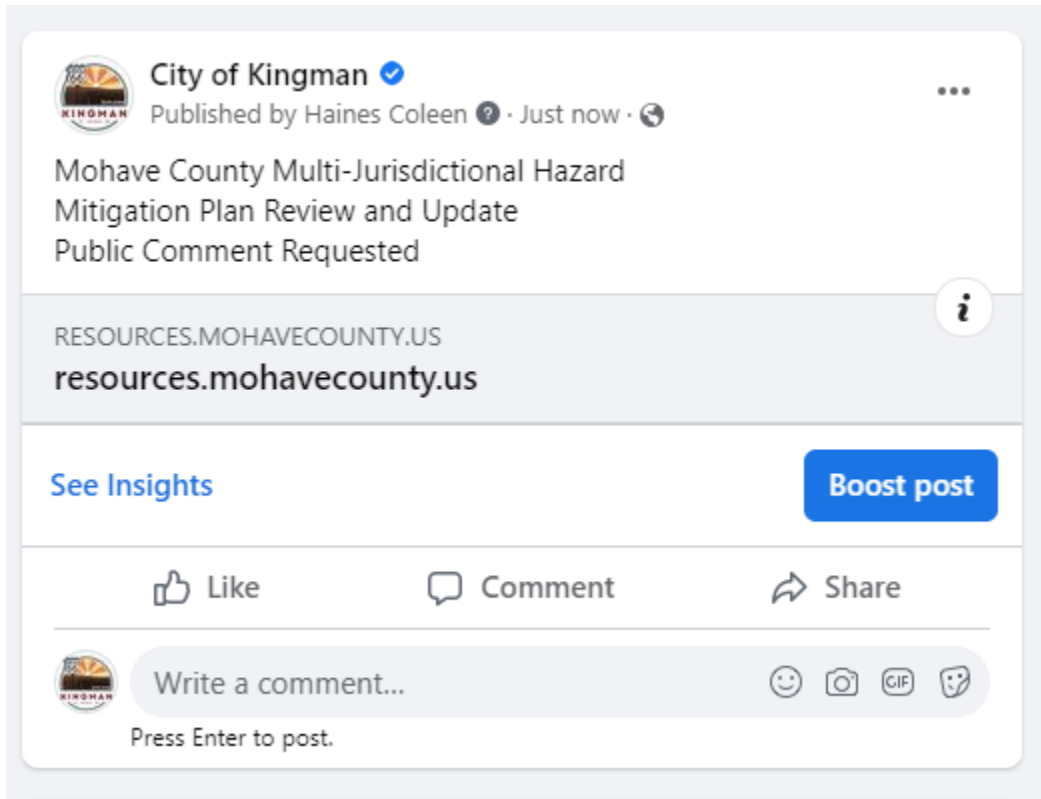 City of Kingman
Published by Haines Coleen ? · Just now ·
Mohave County Multi-Jurisdictional Hazard
Mitigation Plan Review and Update
Public Comment Requested
i
RESOURCES.MOHAVECOUNTY.US
resources.mohavecounty.us
See Insights
Boost post
Like
Comment
Share
KINGMAN
Write a comment...
GIF
Press Enter to post.